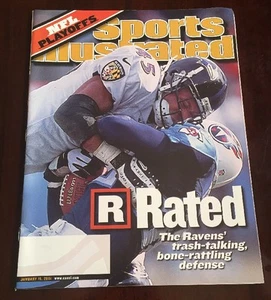 NFL
PLAYOFFS
Sports
Illustrated
R Rated
The Ravens'
trash-talking,
bone-rattling
defense